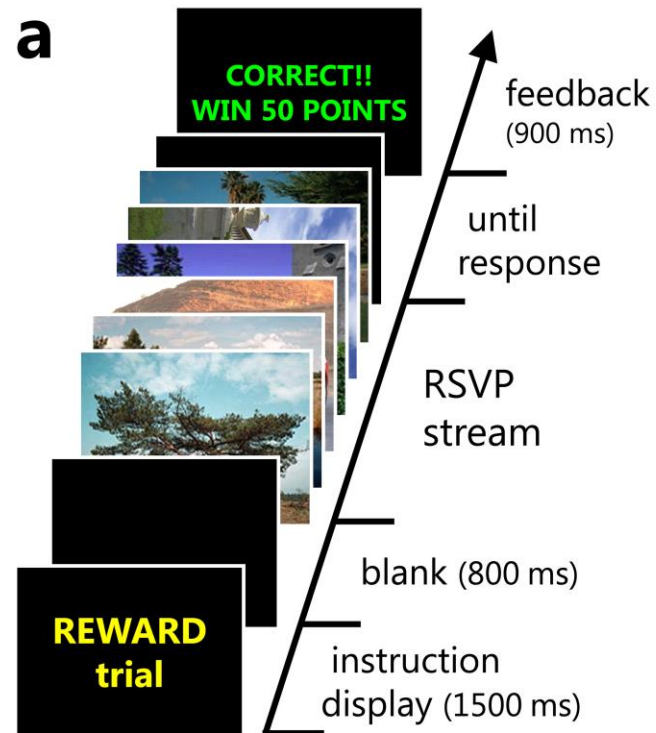 a
CORRECT!!
WIN 50 POINTS
feedback
(900 ms)
until
response
RSVP
stream
blank (800 ms)
REWARD
trial
instruction
display (1500 ms)